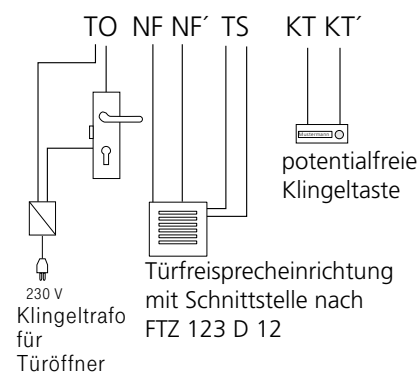 TO NF NF´ TS KT KT´
Mustermann
potentialfreie
Klingeltaste
Türfreisprecheinrichtung
mit Schnittstelle nach
FTZ 123 D 12
230 V
Klingeltrafo
für
Türöffner